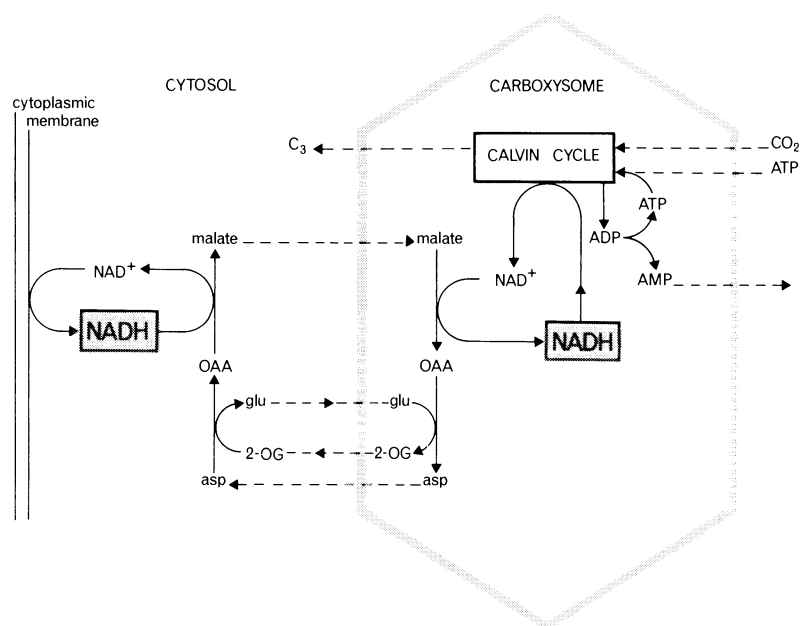 CYTOSOL
CARBOXYSOME
cytoplasmic
membrane
C₃
CALVIN CYCLE
CO₂
ATP
ATP
malate
malate
ADP
NAD⁺
NAD⁺
AMP
NADH
NADH
OAA
OAA
glu
glu
2-OG
2-OG
asp
asp